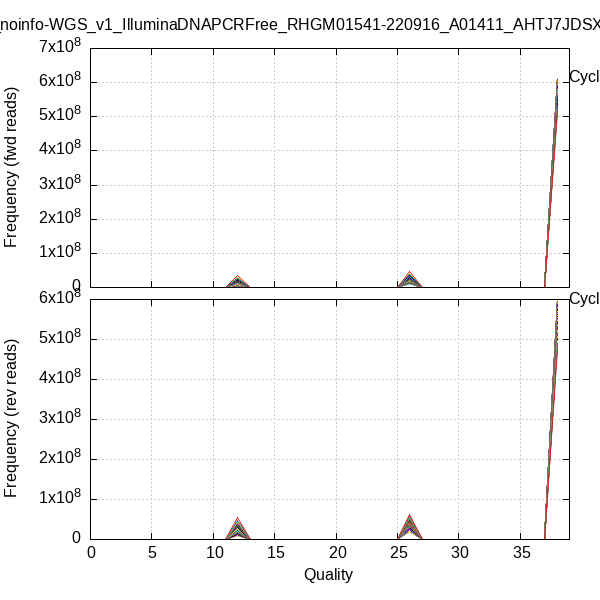 noinfo-WGS_v1_IlluminaDNAPCRFree_RHGM01541-220916_A01411_AHTJ7JDSX
7x10^8
6x10^8
5x10^8
4x10^8
3x10^8
2x10^8
1x10^8
0
Frequency (fwd reads)
Cycl
6x10^8
5x10^8
4x10^8
3x10^8
2x10^8
1x10^8
0
Frequency (rev reads)
Cycl
0 5 10 15 20 25 30 35
Quality